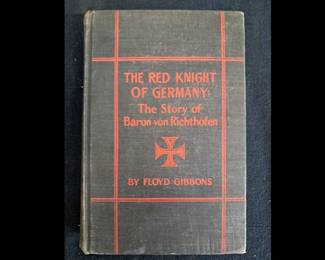 THE RED KNIGHT
OF GERMANY:
The Story of
Baron von Richthofen
BY FLOYD GIBBONS